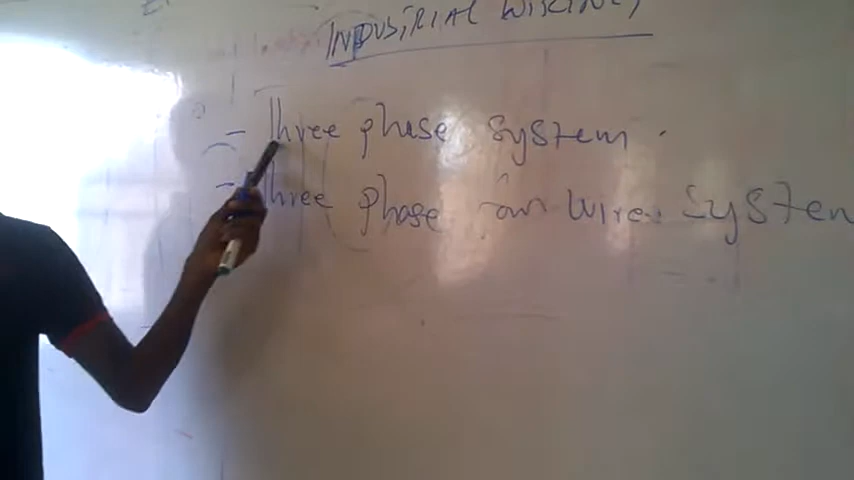 INDUSTRIAL WIRING
- Three phase system.
- Three phase four wire system